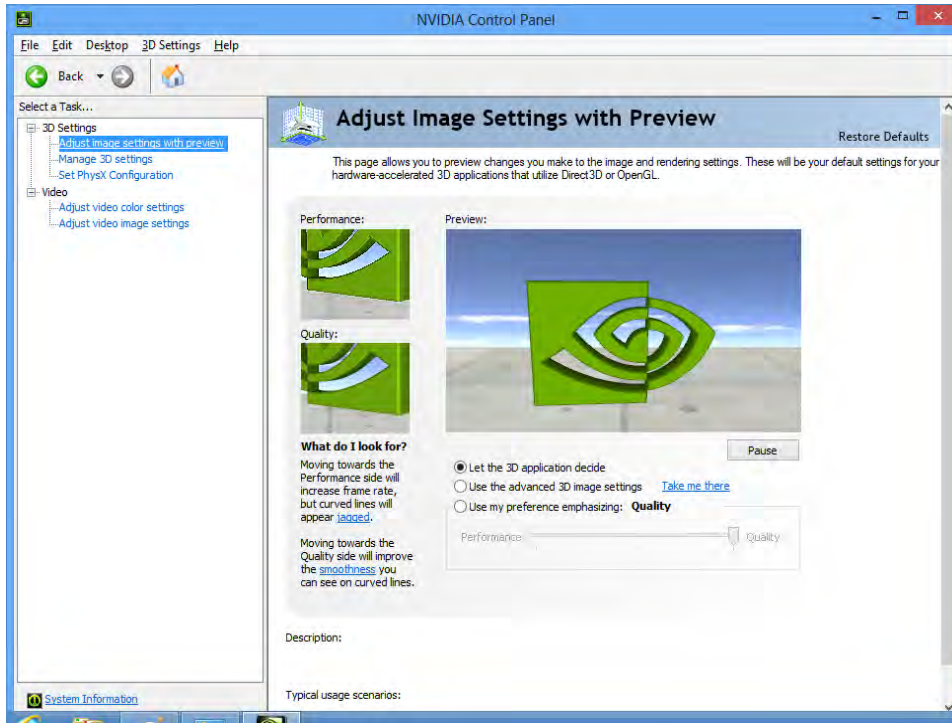 NVIDIA Control Panel
File Edit Desktop 3D Settings Help
Back
Select a Task...
3D Settings
Adjust image settings with preview
Manage 3D settings
Set PhysX Configuration
Video
Adjust video color settings
Adjust video image settings
System Information
Adjust Image Settings with Preview
Restore Defaults
This page allows you to preview changes you make to the image and rendering settings. These will be your default settings for your
hardware-accelerated 3D applications that utilize Direct3D or OpenGL.
Performance:
Quality:
What do I look for?
Moving towards the
Performance side will
increase frame rate,
but curved lines will
appear jagged.
Moving towards the
Quality side will improve
the smoothness you
can see on curved lines.
Preview:
Pause
Let the 3D application decide
Use the advanced 3D image settings Take me there
Use my preference emphasizing: Quality
Performance Quality
Description:
Typical usage scenarios: